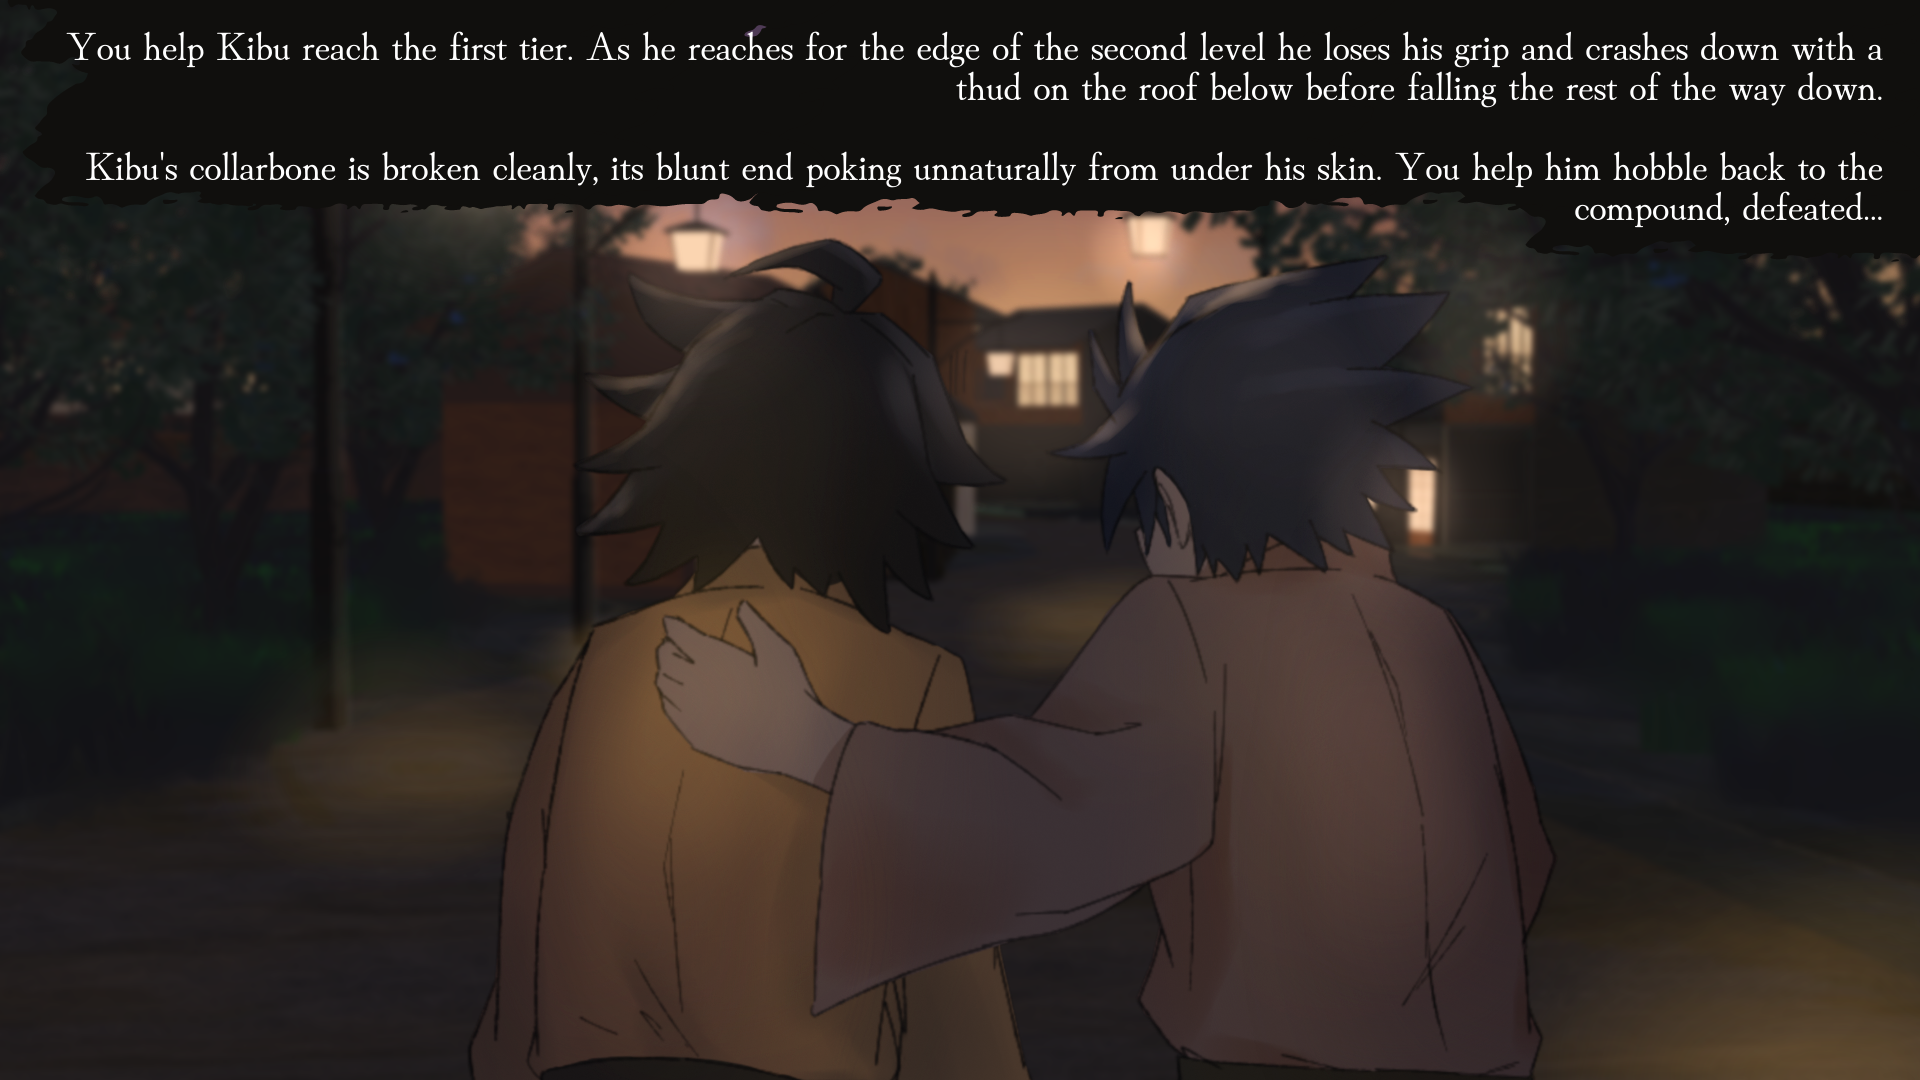 You help Kibu reach the first tier. As he reaches for the edge of the second level he loses his grip and crashes down with a
thud on the roof below before falling the rest of the way down.
Kibu's collarbone is broken cleanly, its blunt end poking unnaturally from under his skin. You help him hobble back to the
compound, defeated...